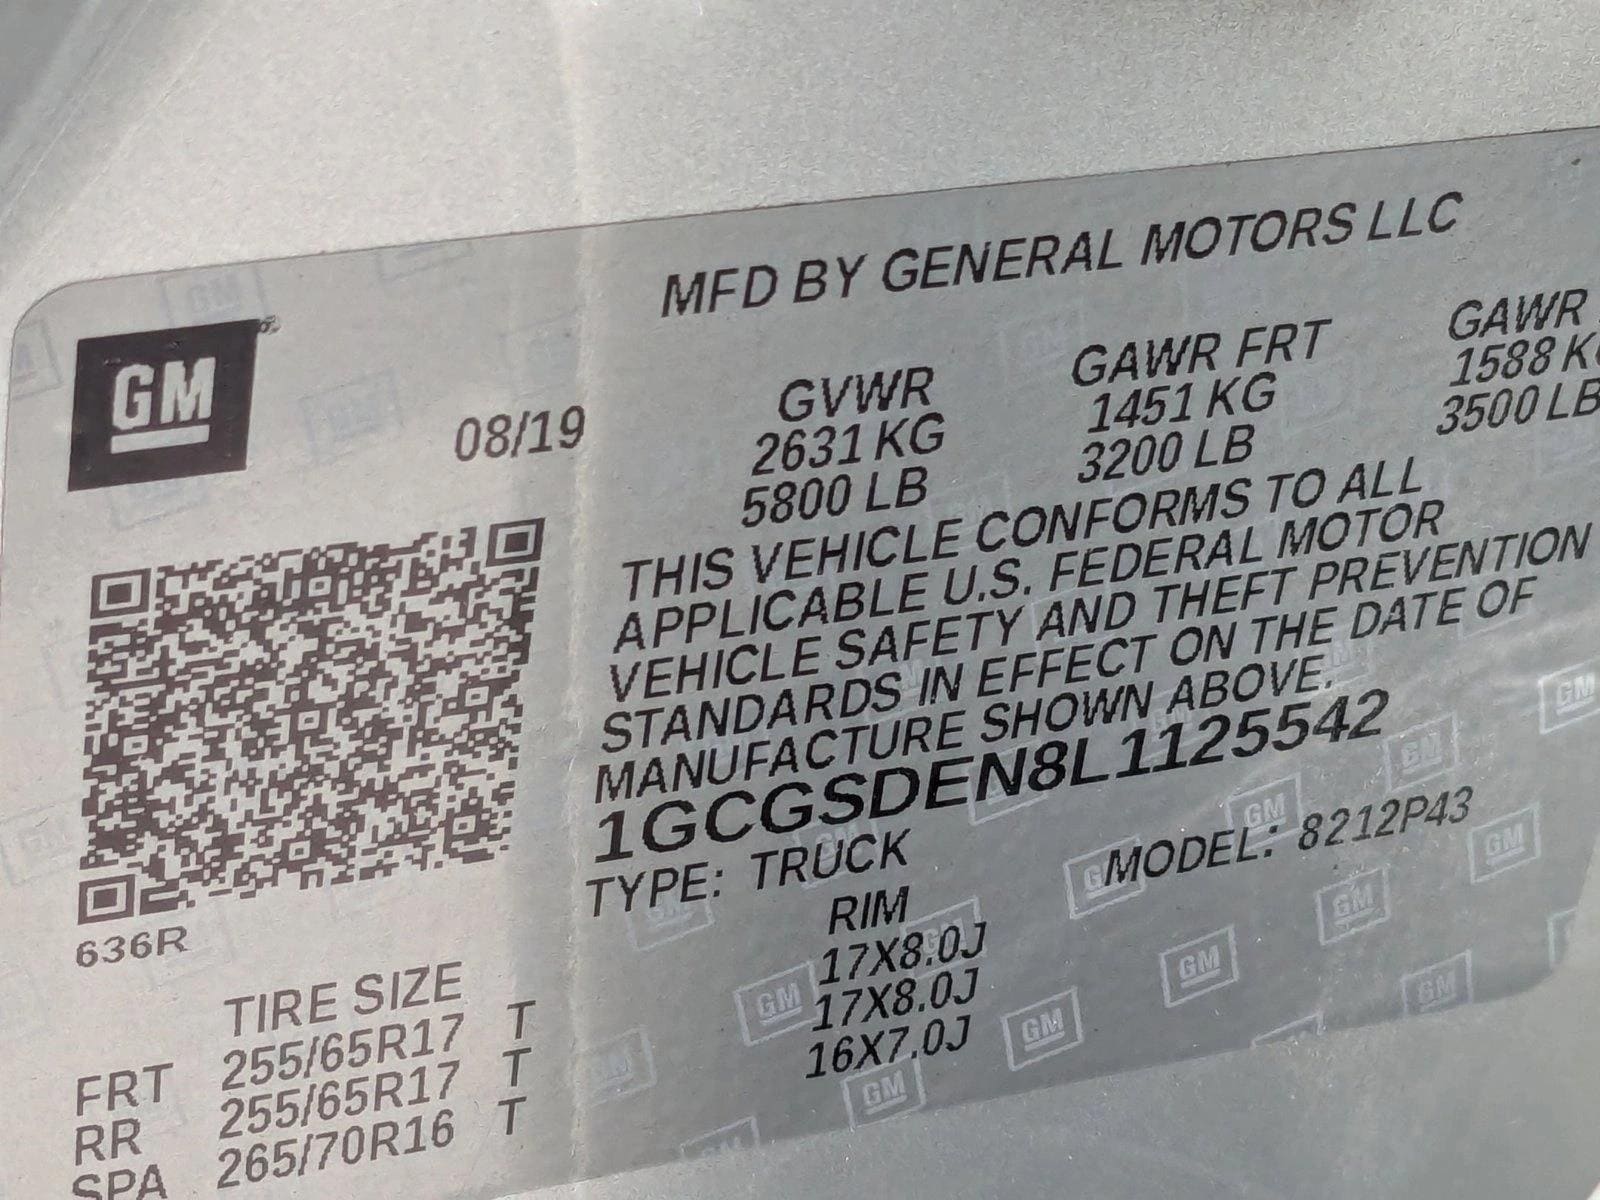 MFD BY GENERAL MOTORS LLC
GM
08/19
GVWR GAWR FRT GAWR
2631 KG 1451 KG 1588 KG
5800 LB 3200 LB 3500 LB
THIS VEHICLE CONFORMS TO ALL
APPLICABLE U.S. FEDERAL MOTOR
VEHICLE SAFETY AND THEFT PREVENTION
STANDARDS IN EFFECT ON THE DATE OF
MANUFACTURE SHOWN ABOVE.
1GCGSDEN8L1125542
TYPE: TRUCK MODEL: 8212P43
636R
TIRE SIZE RIM
FRT 255/65R17 T 17X8.0J
RR 255/65R17 T 17X8.0J
SPA 265/70R16 T 16X7.0J